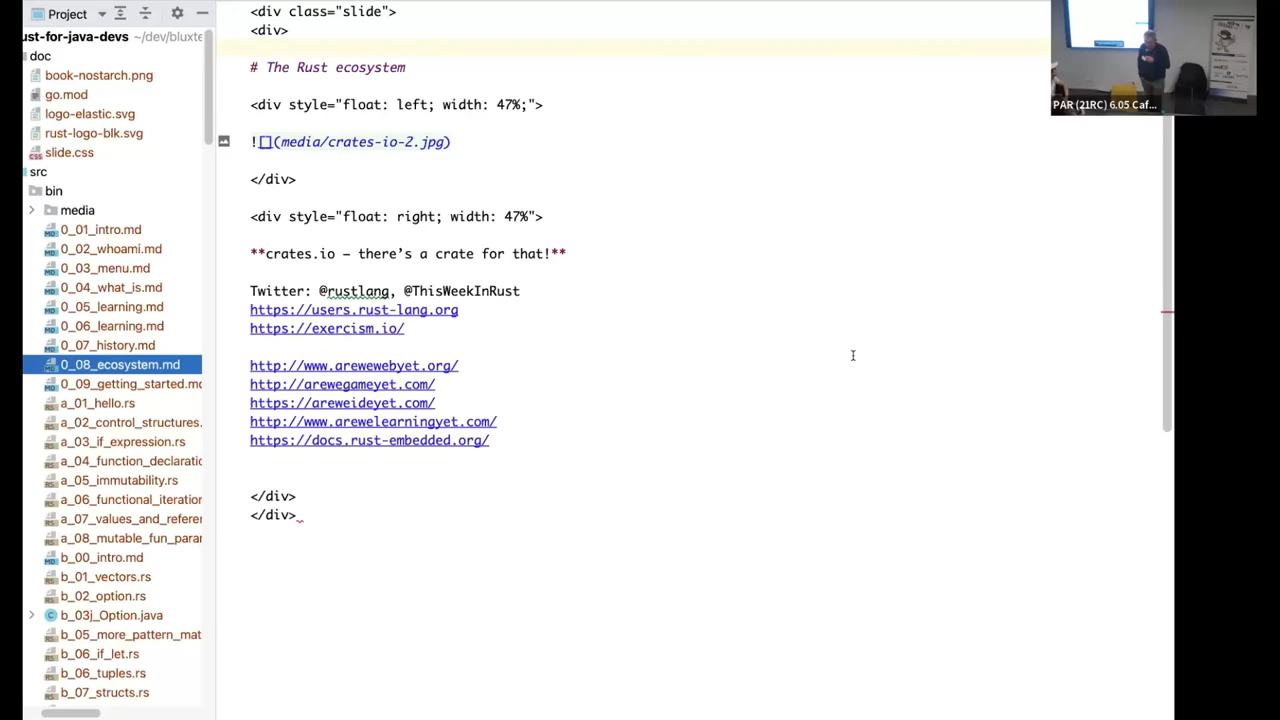 Project
ust-for-java-devs ~/dev/bluxte
doc
book-nostarch.png
go.mod
logo-elastic.svg
rust-logo-blk.svg
slide.css
src
bin
media
0_01_intro.md
0_02_whoami.md
0_03_menu.md
0_04_what_is.md
0_05_learning.md
0_06_learning.md
0_07_history.md
0_08_ecosystem.md
0_09_getting_started.md
a_01_hello.rs
a_02_control_structures.
a_03_if_expression.rs
a_04_function_declaratio
a_05_immutability.rs
a_06_functional_iteration
a_07_values_and_referer
a_08_mutable_fun_para
b_00_intro.md
b_01_vectors.rs
b_02_option.rs
b_03j_Option.java
b_05_more_pattern_mat
b_06_if_let.rs
b_06_tuples.rs
b_07_structs.rs
<div class="slide">
<div>
# The Rust ecosystem
<div style="float: left; width: 47%;">
![](media/crates-io-2.jpg)
</div>
<div style="float: right; width: 47%">
**crates.io – there’s a crate for that!**
Twitter: @rustlang, @ThisWeekInRust
https://users.rust-lang.org
https://exercism.io/
http://www.arewewebyet.org/
http://arewegameyet.com/
https://areweideyet.com/
http://www.arewelearningyet.com/
https://docs.rust-embedded.org/
</div>
</div>
PAR (21RC) 6.05 Caf...